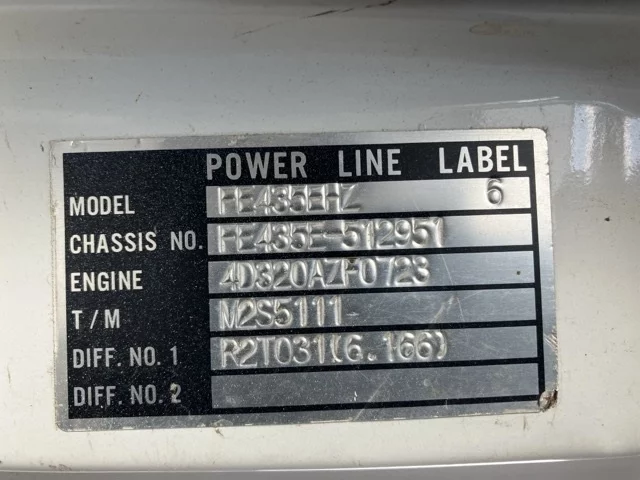 POWER LINE LABEL
MODEL FE435EHZ 6
CHASSIS NO. FE435E-512951
ENGINE 4D320AZF0723
T/M M2S5111
DIFF. NO. 1 R2T031(6.166)
DIFF. NO. 2